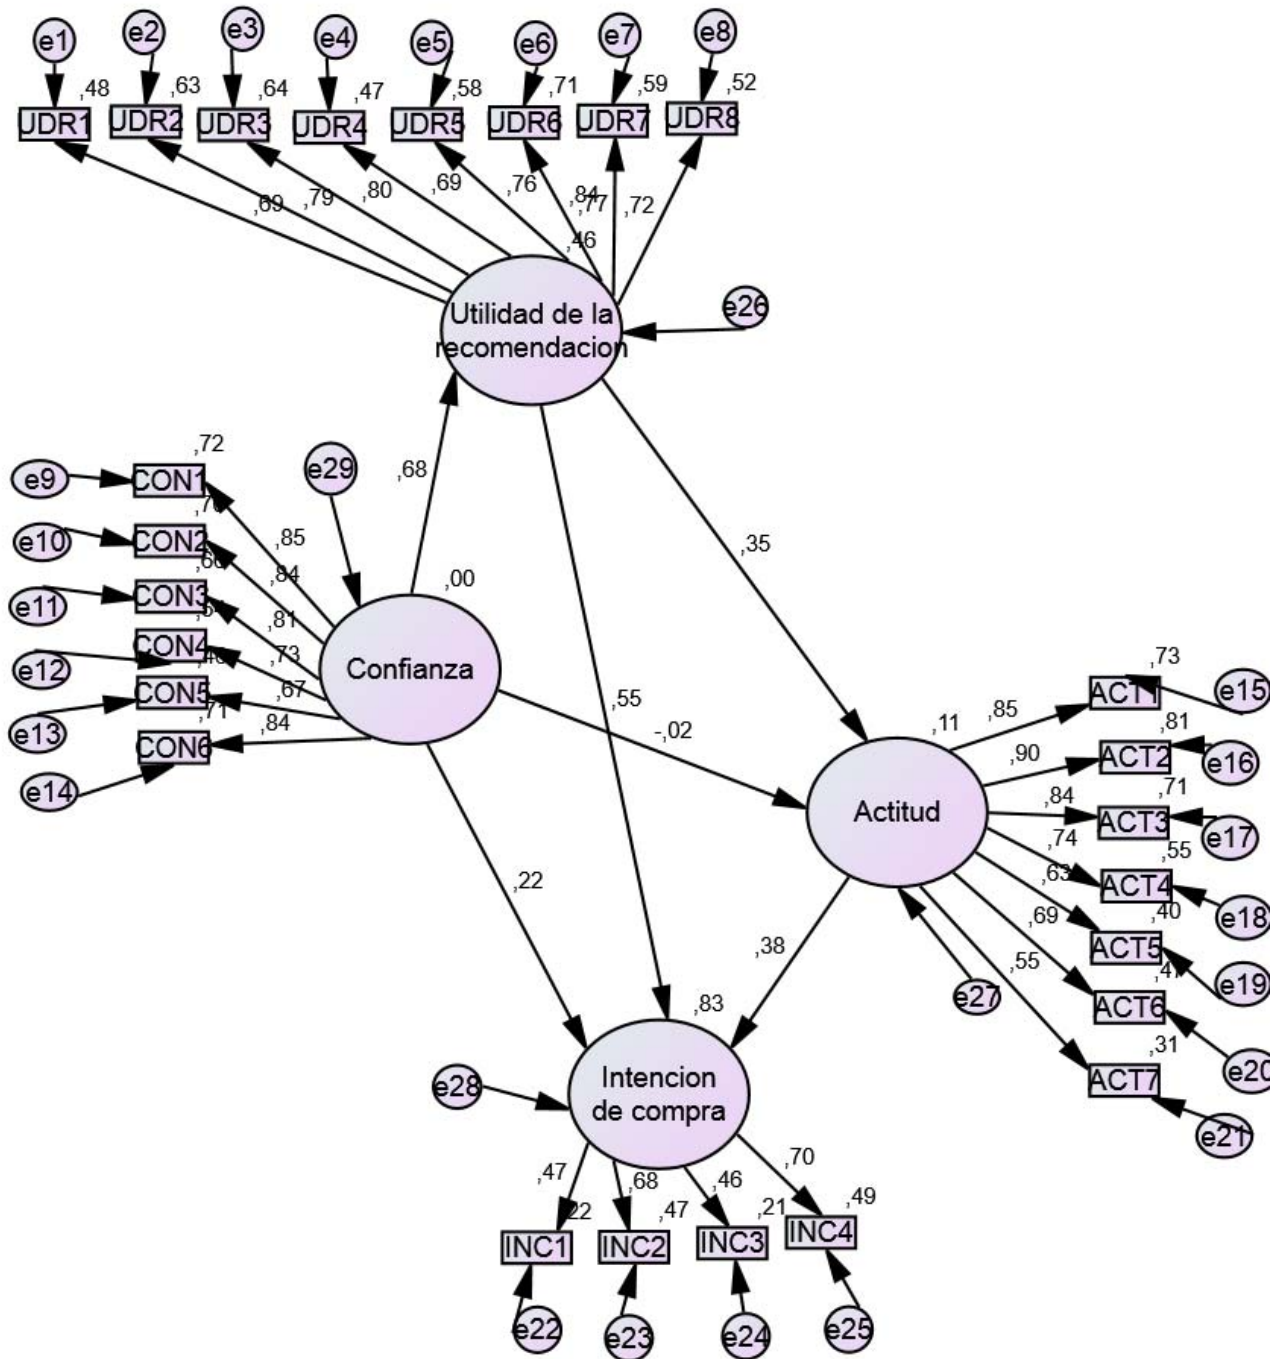 e1 e2 e3 e4 e5 e6 e7 e8
,48 ,63 ,64 ,47 ,58 ,71 ,59 ,52
UDR1 UDR2 UDR3 UDR4 UDR5 UDR6 UDR7 UDR8
,69 ,79 ,80 ,69 ,76 ,84 ,77 ,72
,46
Utilidad de la
recomendacion
e26
,68
,35
,55
e29
,00
Confianza
-,02
,22
e9 CON1 ,72 ,85
e10 CON2 ,84
e11 CON3 ,81
e12 CON4 ,73
e13 CON5 ,67
e14 CON6 ,71 ,84
,11
Actitud
,38
e27
,85 ACT1 ,73 e15
,90 ACT2 ,81 e16
,84 ACT3 ,71 e17
,74 ACT4 ,55 e18
,63 ACT5 ,40 e19
,69 ACT6 ,47 e20
,55 ACT7 ,31 e21
,83
Intencion
de compra
e28
,47 ,68 ,46 ,70
,22 ,47 ,21 ,49
INC1 INC2 INC3 INC4
e22 e23 e24 e25